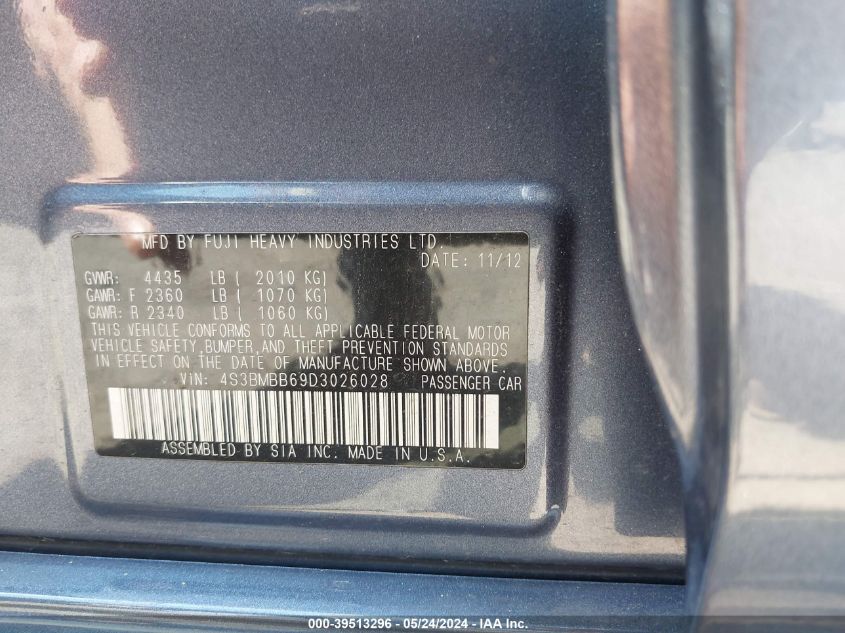 MFD BY FUJI HEAVY INDUSTRIES LTD.
DATE: 11/12
GVWR: 4435 LB ( 2010 KG)
GAWR: F 2360 LB ( 1070 KG)
GAWR: R 2340 LB ( 1060 KG)
THIS VEHICLE CONFORMS TO ALL APPLICABLE FEDERAL MOTOR
VEHICLE SAFETY,BUMPER,AND THEFT PREVENTION STANDARDS
IN EFFECT ON THE DATE OF MANUFACTURE SHOWN ABOVE.
VIN: 4S3BMBB69D3026028 PASSENGER CAR
ASSEMBLED BY SIA INC. MADE IN U.S.A.
000-39513296 - 05/24/2024 - IAA Inc.